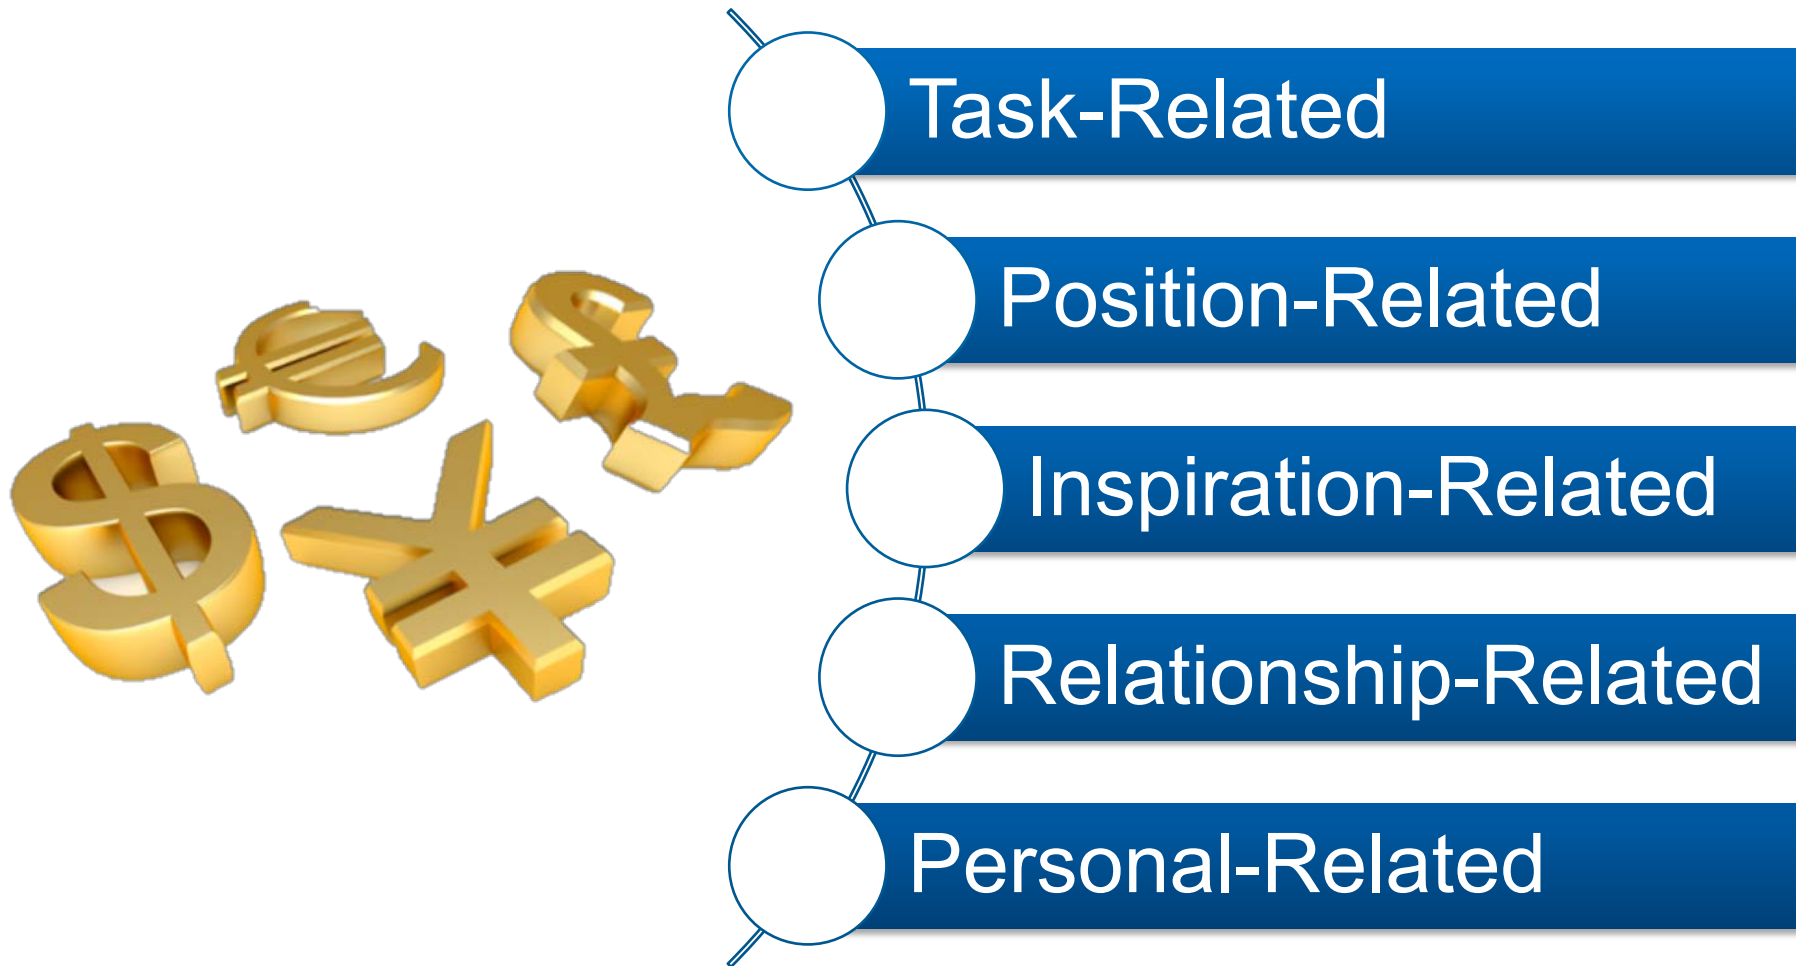 Task-Related
Position-Related
Inspiration-Related
Relationship-Related
Personal-Related